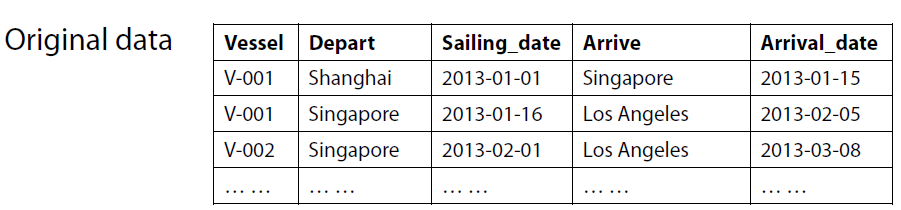 Original data
Vessel Depart Sailing_date Arrive Arrival_date
V-001 Shanghai 2013-01-01 Singapore 2013-01-15
V-001 Singapore 2013-01-16 Los Angeles 2013-02-05
V-002 Singapore 2013-02-01 Los Angeles 2013-03-08
… … … … … … … … … …